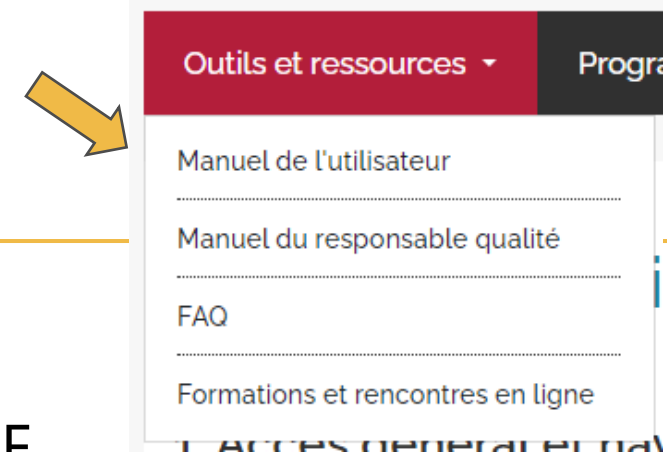 Outils et ressources
Manuel de l'utilisateur
Manuel du responsable qualité
FAQ
Formations et rencontres en ligne